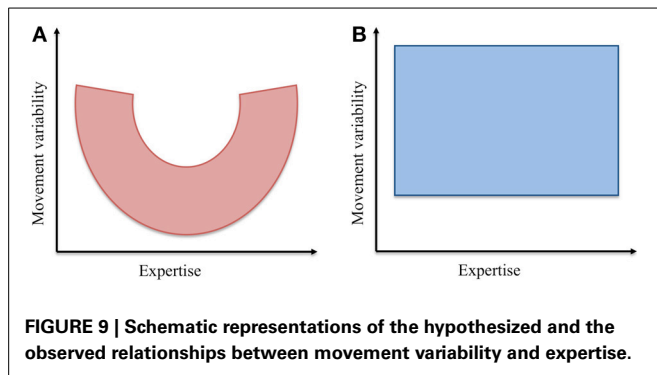 A
Movement variability
Expertise
B
Movement variability
Expertise
FIGURE 9 | Schematic representations of the hypothesized and the
observed relationships between movement variability and expertise.